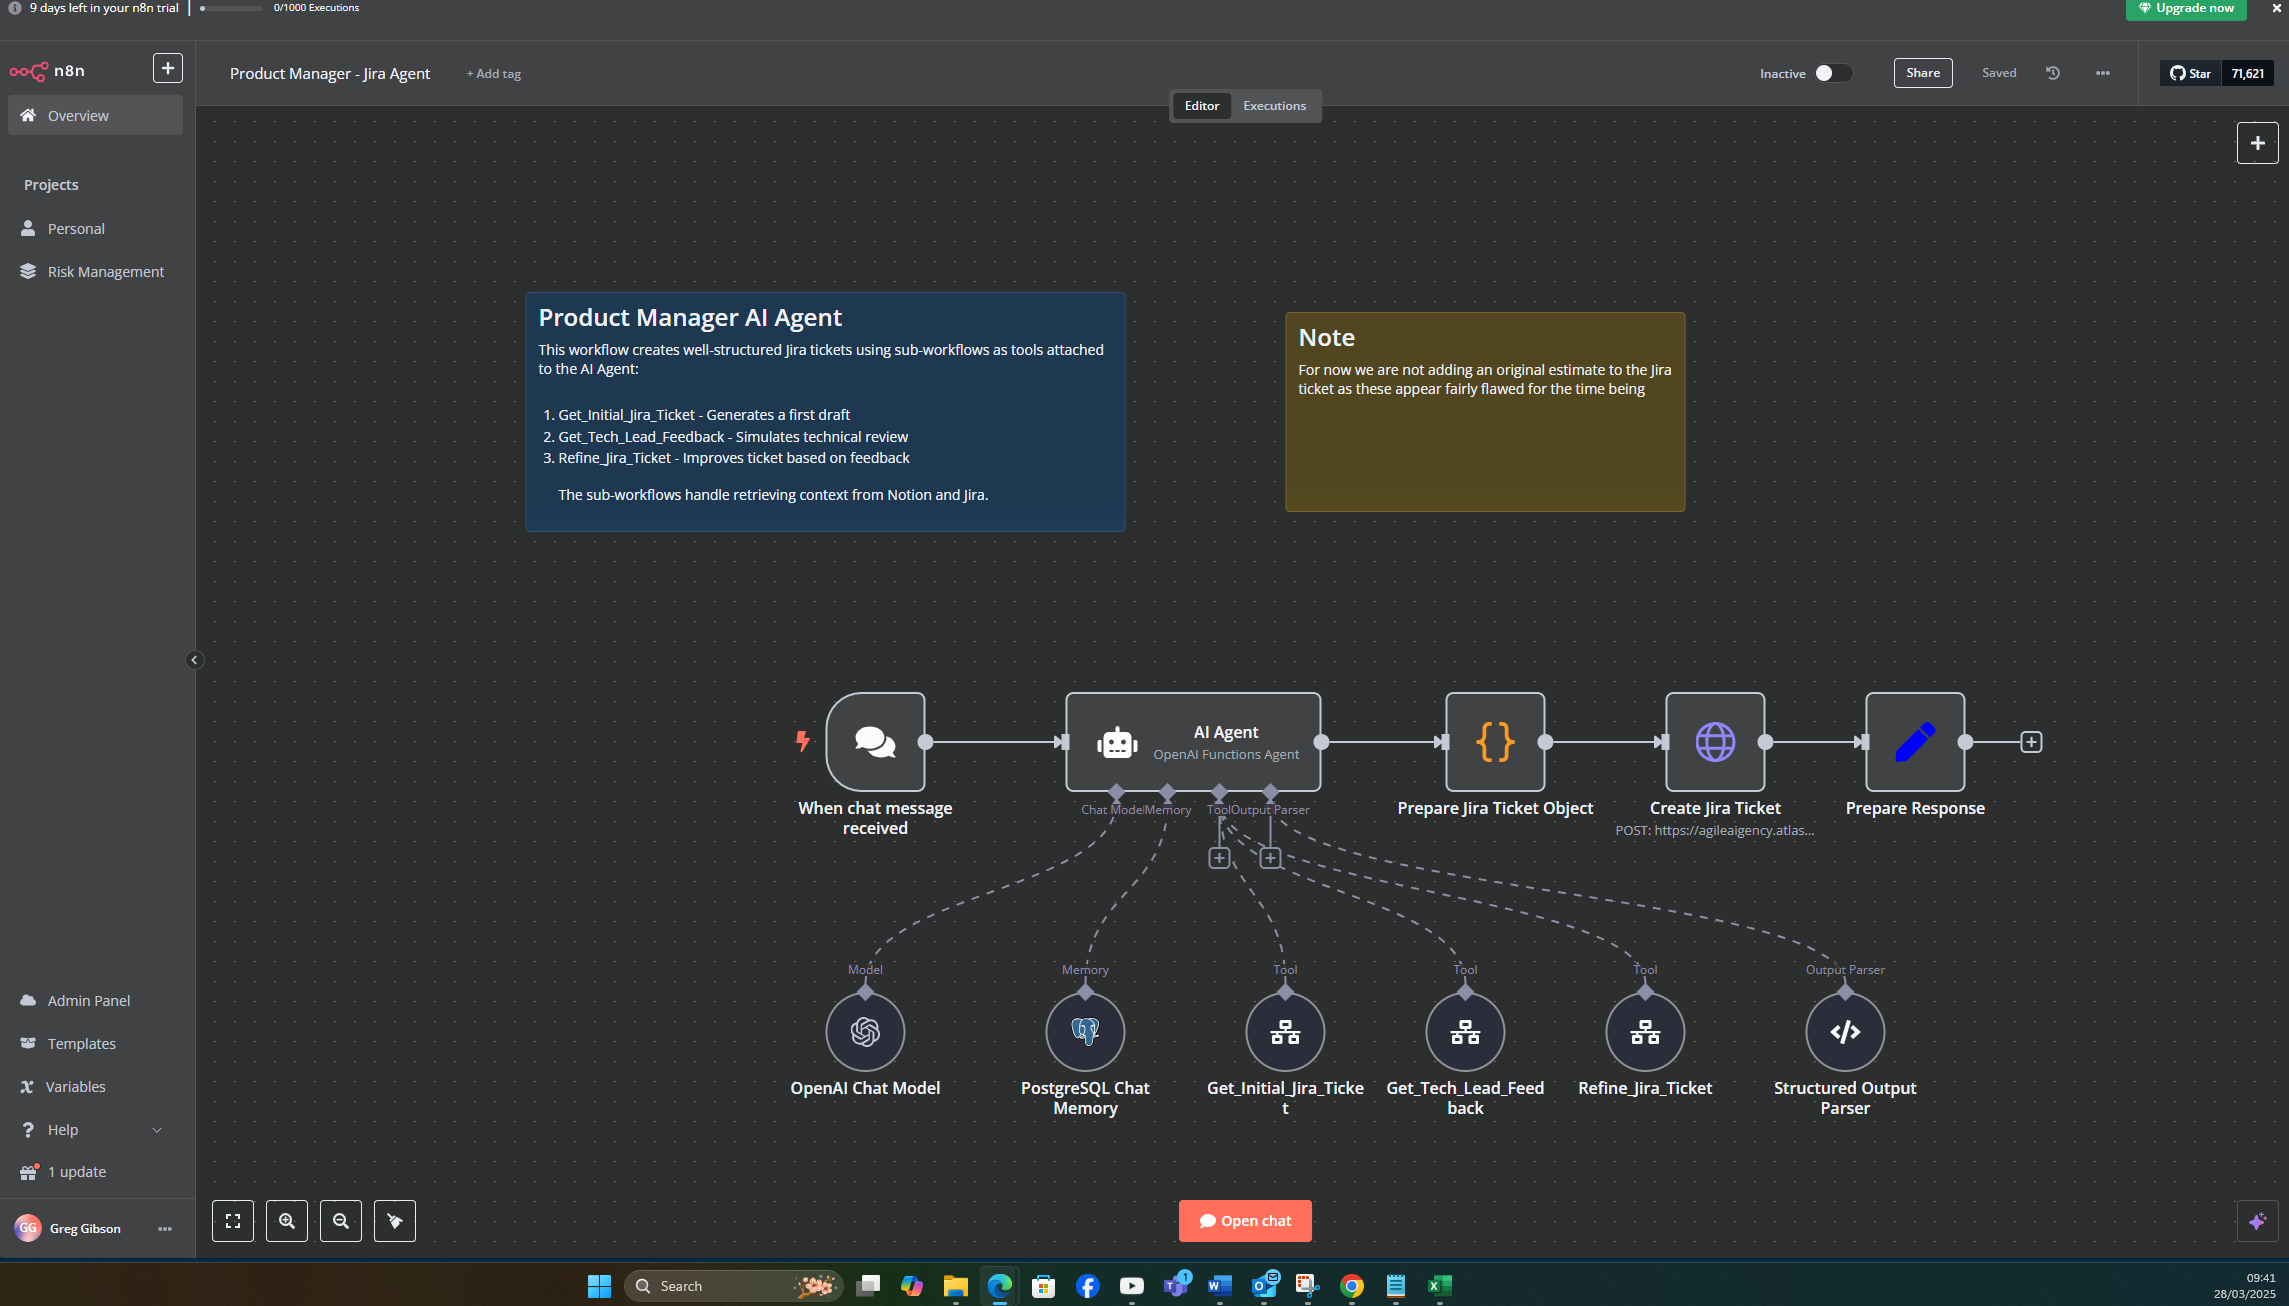 9 days left in your n8n trial
0/1000 Executions
Upgrade now
n8n
Product Manager - Jira Agent
+ Add tag
Inactive
Share
Saved
Star
71,621
Editor
Executions
Overview
Projects
Personal
Risk Management
Product Manager AI Agent
This workflow creates well-structured Jira tickets using sub-workflows as tools attached
to the AI Agent:
1. Get_Initial_Jira_Ticket - Generates a first draft
2. Get_Tech_Lead_Feedback - Simulates technical review
3. Refine_Jira_Ticket - Improves ticket based on feedback
The sub-workflows handle retrieving context from Notion and Jira.
Note
For now we are not adding an original estimate to the Jira
ticket as these appear fairly flawed for the time being
AI Agent
OpenAI Functions Agent
When chat message
received
Chat Model
Memory
Tool
Output Parser
Prepare Jira Ticket Object
Create Jira Ticket
POST: https://agileaigency.atlas...
Prepare Response
Model
Memory
Tool
Tool
Tool
Output Parser
OpenAI Chat Model
PostgreSQL Chat
Memory
Get_Initial_Jira_Ticke
t
Get_Tech_Lead_Feed
back
Refine_Jira_Ticket
Structured Output
Parser
Admin Panel
Templates
Variables
Help
1 update
GG
Greg Gibson
Open chat
Search
1
09:41
28/03/2025